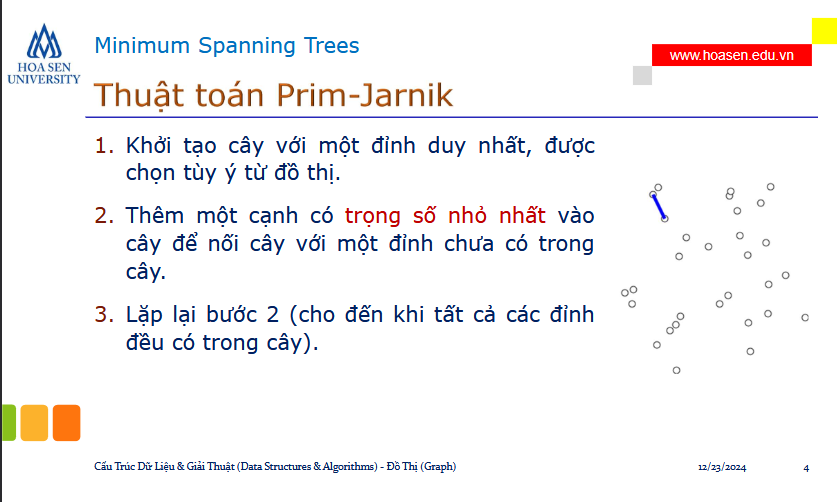 HOA SEN
UNIVERSITY
Minimum Spanning Trees
www.hoasen.edu.vn
Thuật toán Prim-Jarnik
1. Khởi tạo cây với một đỉnh duy nhất, được
chọn tùy ý từ đồ thị.
2. Thêm một cạnh có trọng số nhỏ nhất vào
cây để nối cây với một đỉnh chưa có trong
cây.
3. Lặp lại bước 2 (cho đến khi tất cả các đỉnh
đều có trong cây).
Cấu Trúc Dữ Liệu & Giải Thuật (Data Structures & Algorithms) - Đồ Thị (Graph)
12/23/2024
4